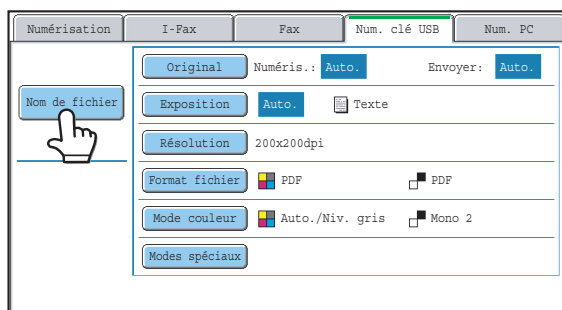 Numérisation I-Fax Fax Num. clé USB Num. PC
Original Numéris.: Auto. Envoyer: Auto.
Nom de fichier Exposition Auto. Texte
Résolution 200x200dpi
Format fichier PDF PDF
Mode couleur Auto./Niv. gris Mono 2
Modes spéciaux